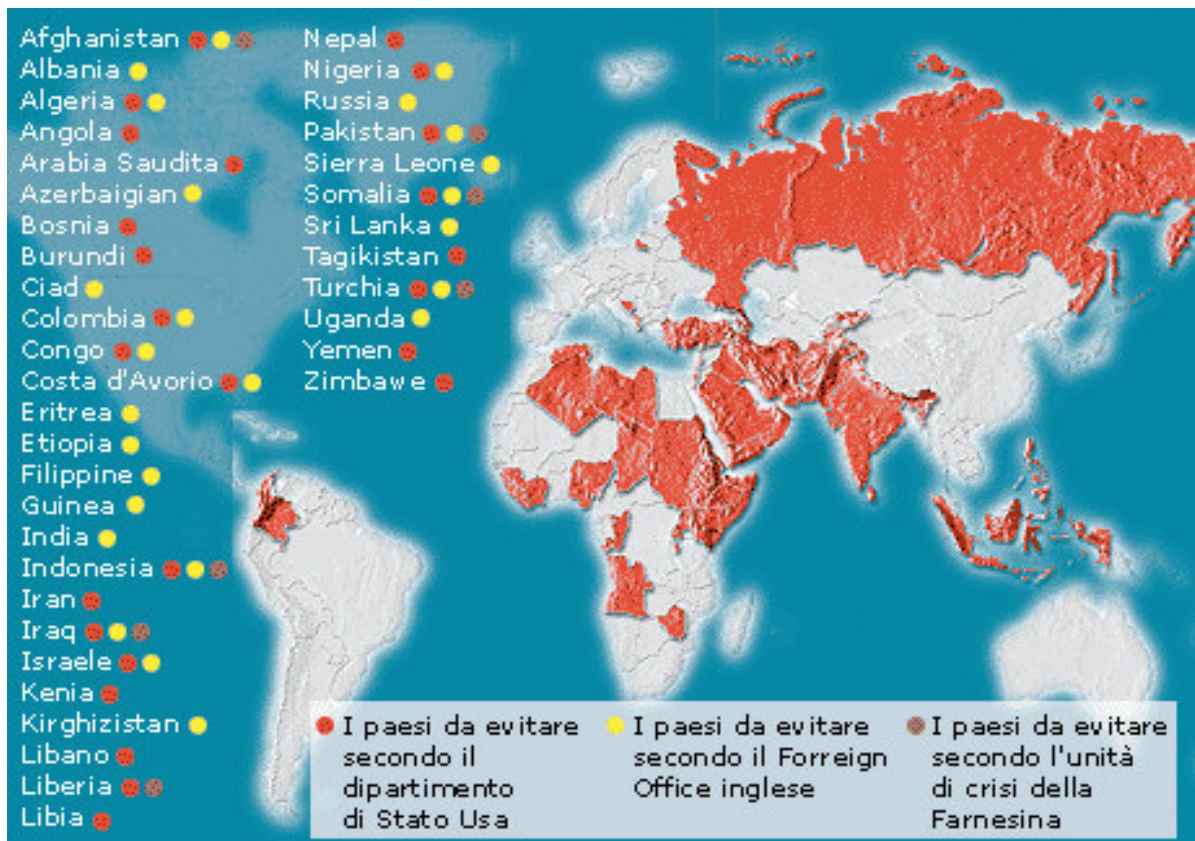 Afghanistan
Albania
Algeria
Angola
Arabia Saudita
Azerbaigian
Bosnia
Burundi
Ciad
Colombia
Congo
Costa d'Avorio
Eritrea
Etiopia
Filippine
Guinea
India
Indonesia
Iran
Iraq
Israele
Kenia
Kirghizistan
Libano
Liberia
Libia
Nepal
Nigeria
Russia
Pakistan
Sierra Leone
Somalia
Sri Lanka
Tagikistan
Turchia
Uganda
Yemen
Zimbawe
I paesi da evitare
secondo il
dipartimento
di Stato Usa
I paesi da evitare
secondo il Forreign
Office inglese
I paesi da evitare
secondo l'unità
di crisi della
Farnesina